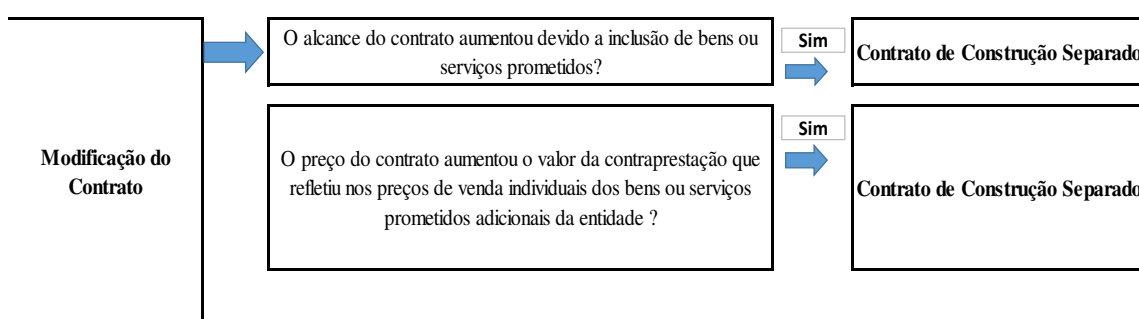 O alcance do contrato aumentou devido a inclusão de bens ou
serviços prometidos?
Sim
Contrato de Construção Separado
Modificação do
Contrato
O preço do contrato aumentou o valor da contraprestação que
refletiu nos preços de venda individuais dos bens ou serviços
prometidos adicionais da entidade ?
Sim
Contrato de Construção Separado